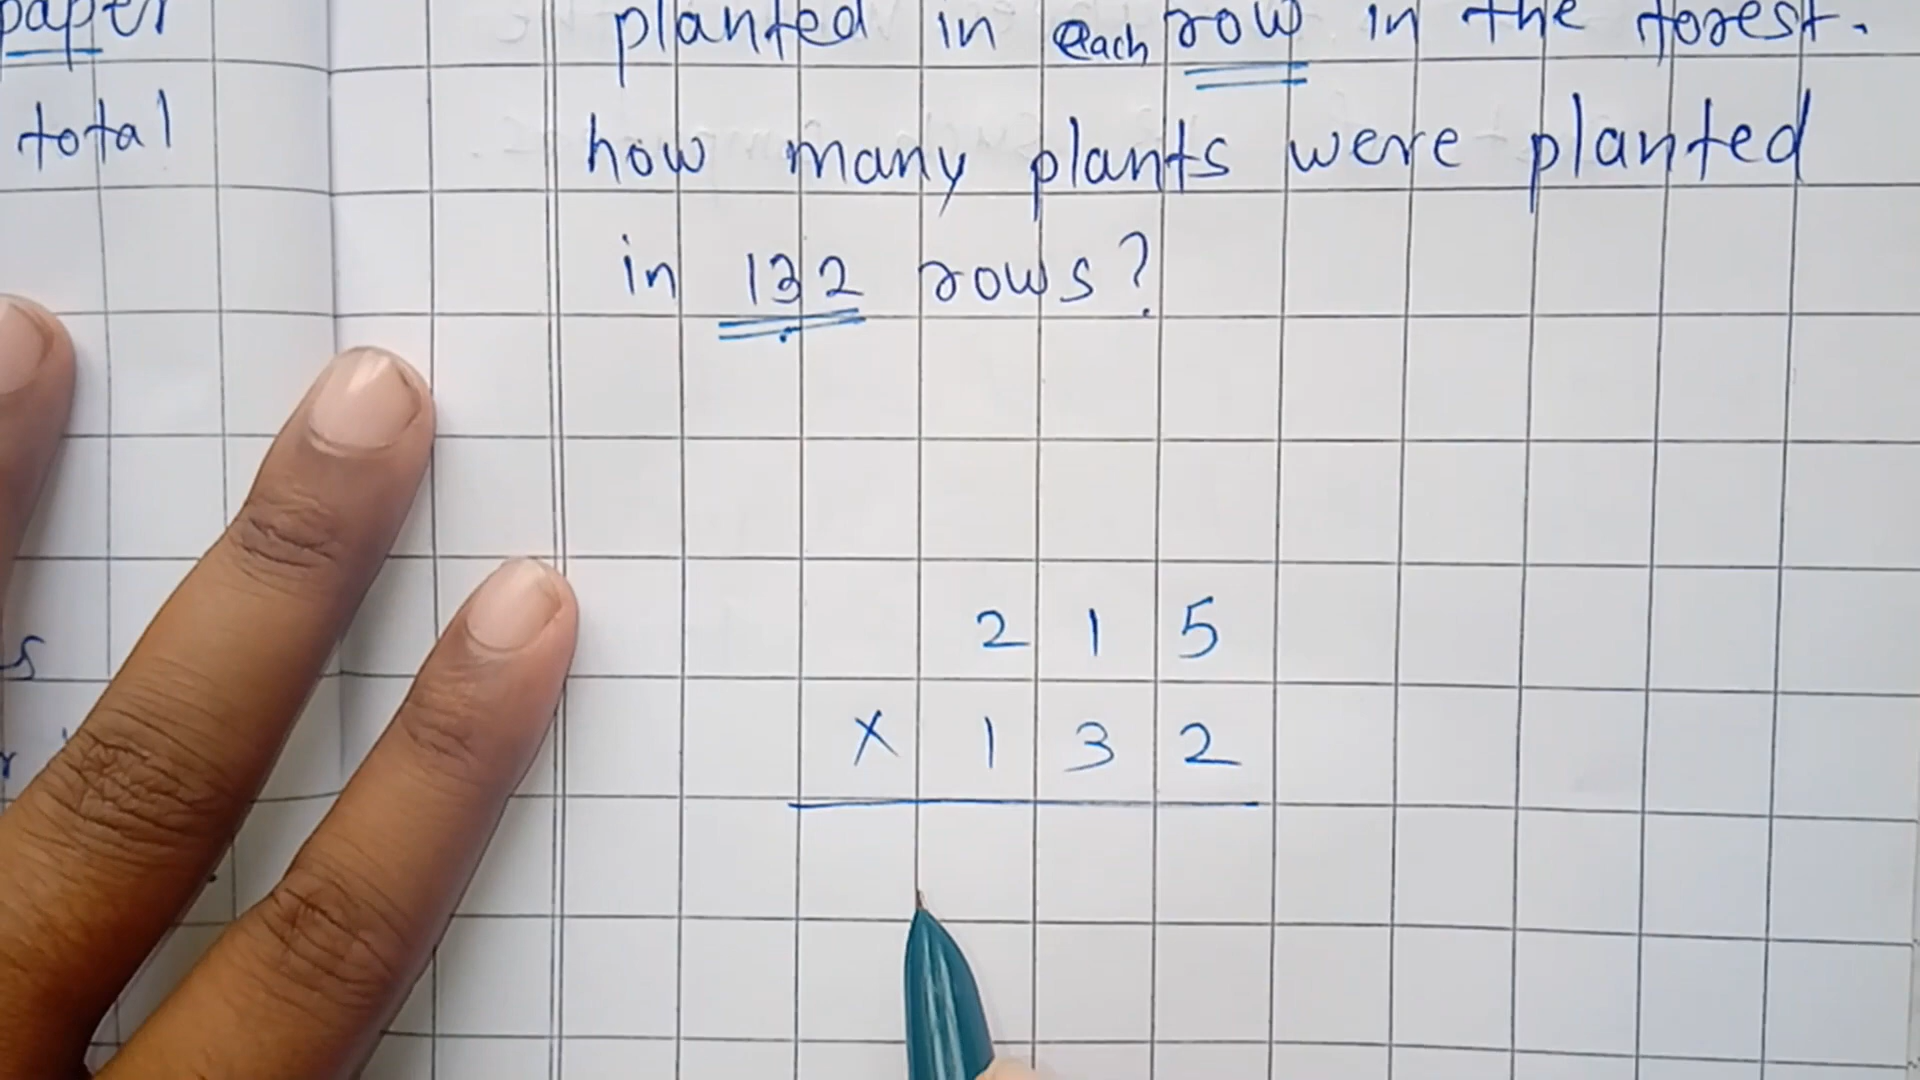 paper
total
s
planted in each row in the forest.
how many plants were planted
in 132 rows?
2 1 5
X 1 3 2